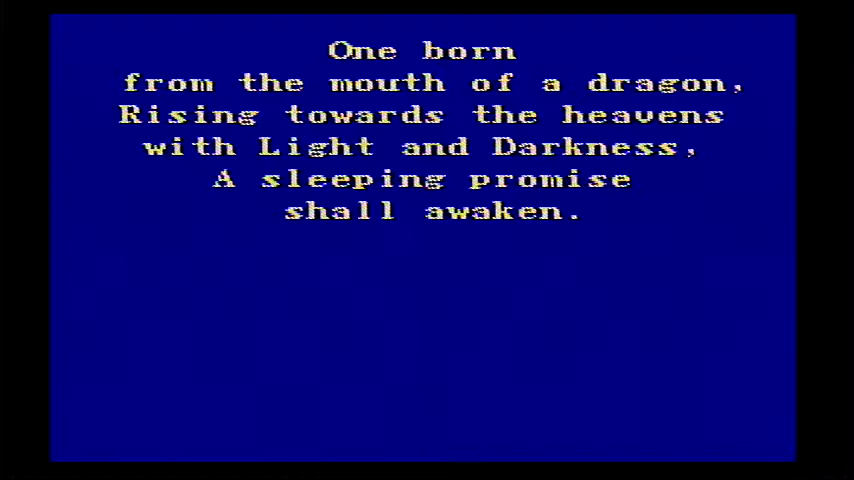 One born
from the mouth of a dragon,
Rising towards the heavens
with Light and Darkness,
A sleeping promise
shall awaken.